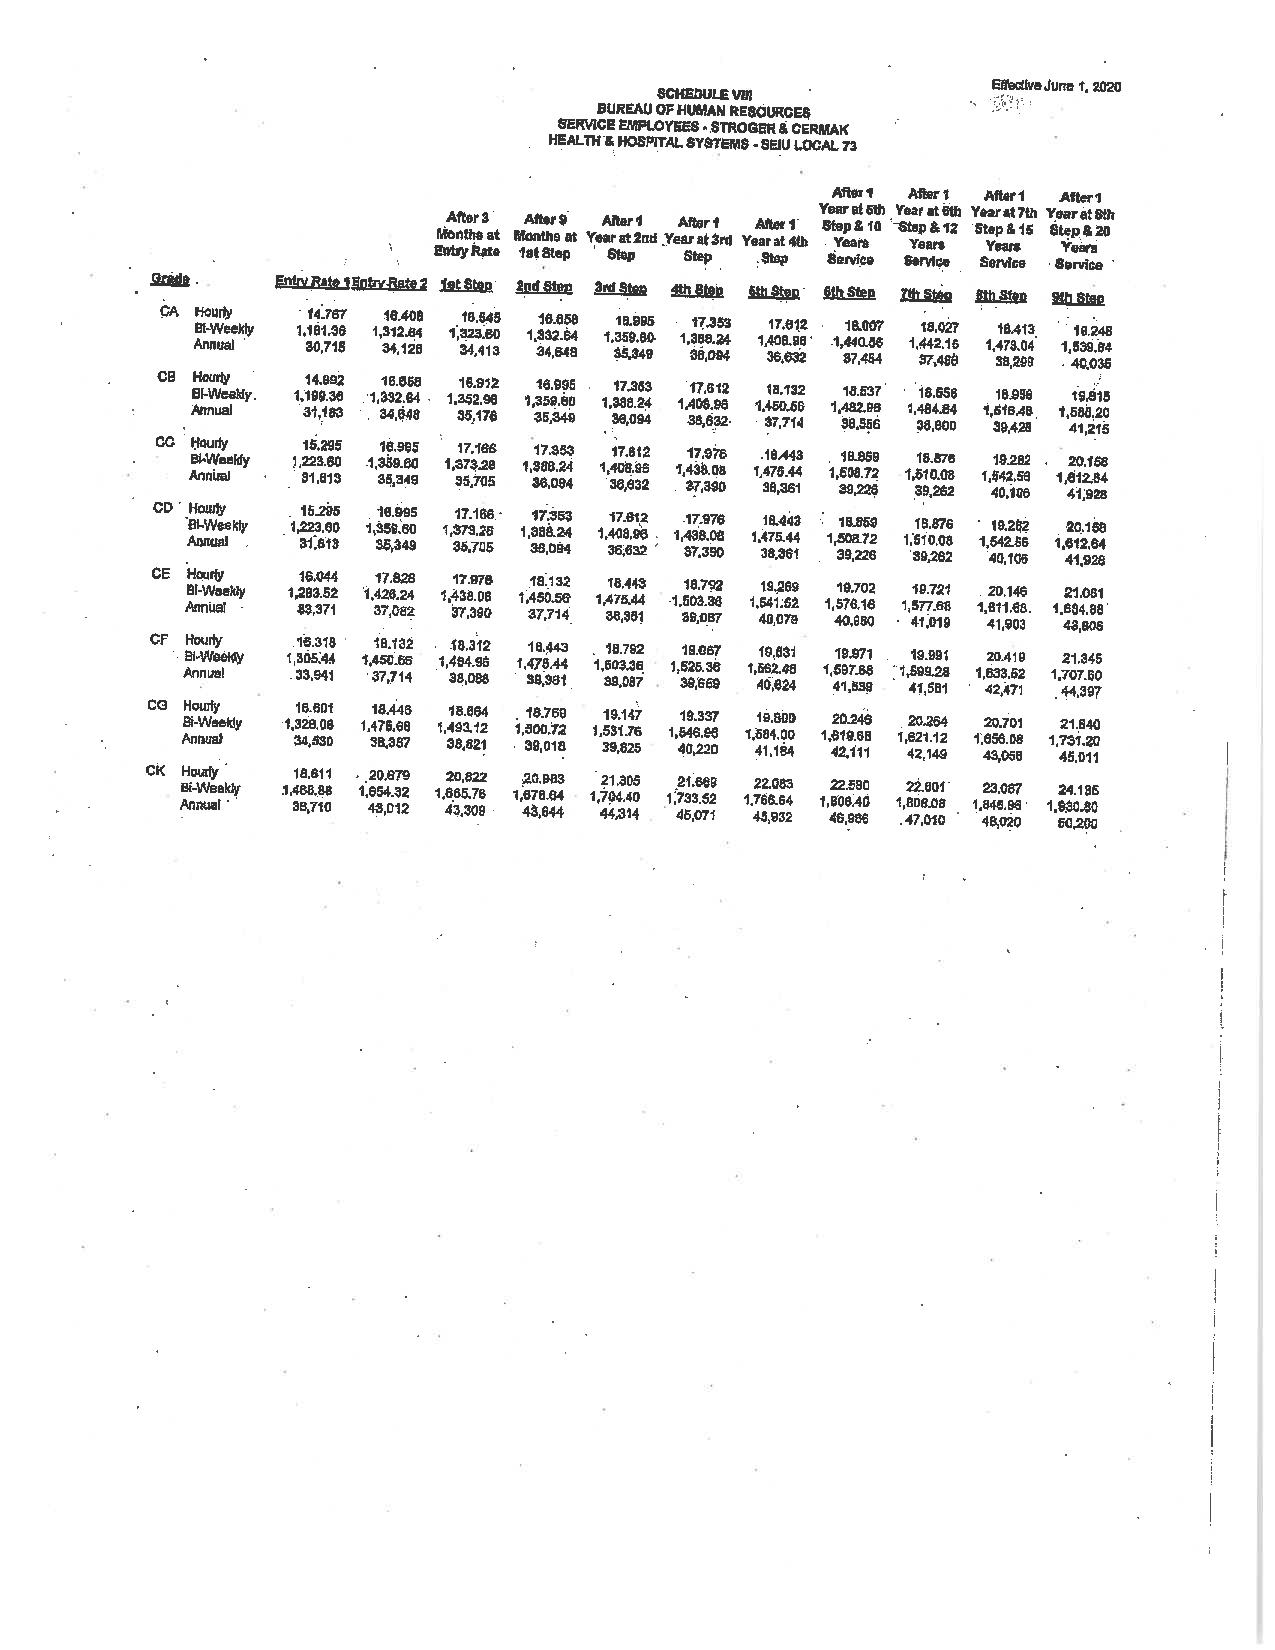 Effective June 1, 2020
SCHEDULE VIII
BUREAU OF HUMAN RESOURCES
SERVICE EMPLOYEES - STROGER & CERMAK
HEALTH & HOSPITAL SYSTEMS - SEIU LOCAL 73
After 1 After 1 After 1 After 1
After 3 After 9 After 1 After 1 After 1 Year at 5th Year at 6th Year at 7th Year at 8th
Months at Months at Year at 2nd Year at 3rd Year at 4th Step & 10 Step & 12 Step & 15 Step & 20
Entry Rate 1st Step Step Step Step Years Years Years Years
Service Service Service Service
Grade Entry Rate 1 Entry Rate 2 1st Step 2nd Step 3rd Step 4th Step 5th Step 6th Step 7th Step 8th Step 9th Step
CA Hourly 14.767 16.408 16.545 16.658 16.995 17.353 17.612 18.007 18.027 18.413 19.248
Bi-Weekly 1,181.36 1,312.64 1,323.60 1,332.64 1,359.60 1,388.24 1,408.96 1,440.56 1,442.16 1,473.04 1,539.84
Annual 30,715 34,128 34,413 34,648 35,349 36,094 36,632 37,454 37,496 38,299 40,035
CB Hourly 14.992 16.658 16.912 16.995 17.353 17.612 18.132 18.537 18.558 18.956 19.815
Bi-Weekly 1,199.36 1,332.64 1,352.96 1,359.60 1,388.24 1,408.96 1,450.56 1,482.96 1,484.64 1,516.48 1,585.20
Annual 31,183 34,648 35,176 35,349 36,094 36,632 37,714 38,556 38,600 39,428 41,215
CC Hourly 15.295 16.995 17.166 17.353 17.612 17.976 18.443 18.859 18.876 19.282 20.158
Bi-Weekly 1,223.60 1,359.60 1,373.28 1,388.24 1,408.96 1,438.08 1,475.44 1,508.72 1,510.08 1,542.56 1,612.64
Annual 31,813 35,349 35,705 36,094 36,632 37,390 38,361 39,226 39,262 40,106 41,928
CD Hourly 15.295 16.995 17.166 17.353 17.612 17.976 18.443 18.859 18.876 19.282 20.158
Bi-Weekly 1,223.60 1,359.60 1,373.28 1,388.24 1,408.96 1,438.08 1,475.44 1,508.72 1,510.08 1,542.56 1,612.64
Annual 31,813 35,349 35,705 36,094 36,632 37,390 38,361 39,226 39,262 40,106 41,928
CE Hourly 16.044 17.828 17.976 18.132 18.443 18.792 19.269 19.702 19.721 20.146 21.061
Bi-Weekly 1,283.52 1,426.24 1,438.08 1,450.56 1,475.44 1,503.36 1,541.52 1,576.16 1,577.68 1,611.68 1,684.88
Annual 33,371 37,082 37,390 37,714 38,361 39,087 40,079 40,980 41,019 41,903 43,806
CF Hourly 16.318 18.132 18.312 18.443 18.792 19.067 19.531 19.971 19.991 20.419 21.345
Bi-Weekly 1,305.44 1,450.56 1,464.96 1,475.44 1,503.36 1,525.36 1,562.48 1,597.68 1,599.28 1,633.52 1,707.60
Annual 33,941 37,714 38,088 38,361 39,087 39,659 40,624 41,539 41,581 42,471 44,397
CG Hourly 16.601 18.446 18.664 18.759 19.147 19.337 19.800 20.246 20.264 20.701 21.640
Bi-Weekly 1,328.08 1,475.68 1,493.12 1,500.72 1,531.76 1,546.96 1,584.00 1,619.68 1,621.12 1,656.08 1,731.20
Annual 34,530 38,367 38,821 39,018 39,825 40,220 41,184 42,111 42,149 43,058 45,011
CK Hourly 18.611 20.679 20.822 20.983 21.305 21.669 22.083 22.580 22.601 23.087 24.135
Bi-Weekly 1,488.88 1,654.32 1,665.76 1,678.64 1,704.40 1,733.52 1,766.64 1,806.40 1,808.08 1,846.96 1,930.80
Annual 38,710 43,012 43,309 43,644 44,314 45,071 45,932 46,966 47,010 48,020 50,200